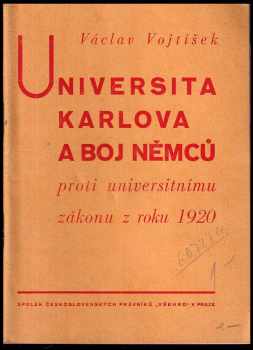 Václav Vojtíšek
UNIVERSITA
KARLOVA
A BOJ NĚMCŮ
proti universitnímu
zákonu z roku 1920
SPOLEK ČESKOSLOVENSKÝCH PRÁVNÍKŮ „VŠEHRD“ V PRAZE